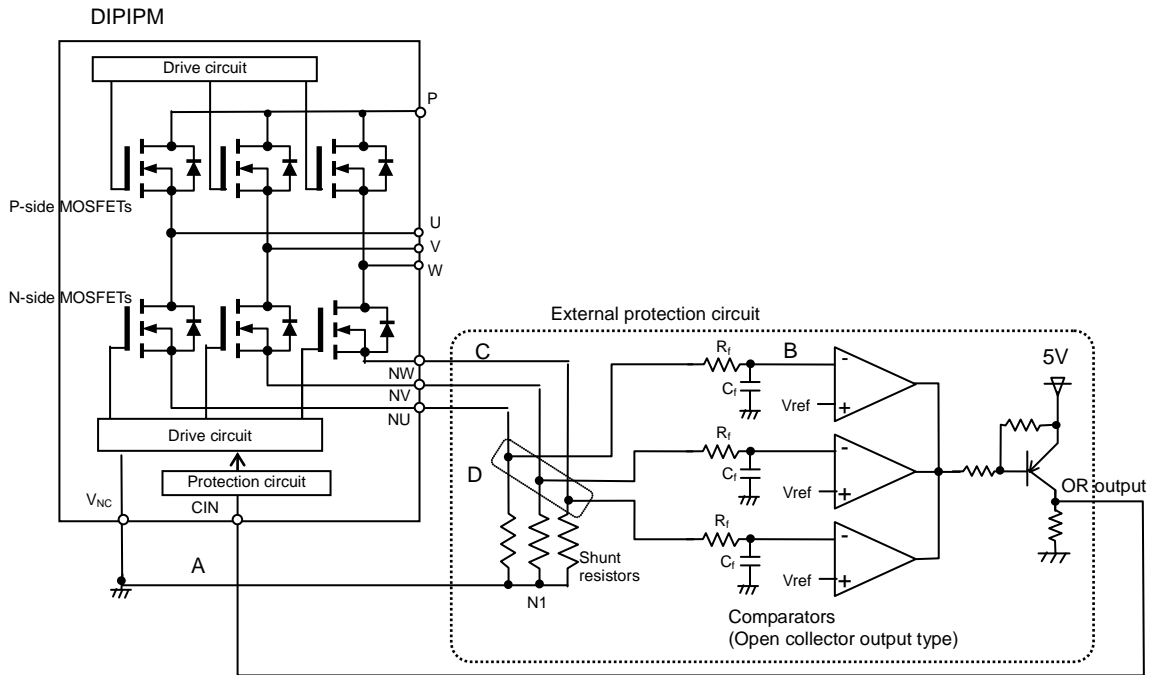 DIPIPM
Drive circuit
P
P-side MOSFETs
U
V
W
N-side MOSFETs
External protection circuit
C
Rf
B
5V
NW
Cf
NV
Vref
NU
Drive circuit
Rf
D
Protection circuit
Cf
Vref
OR output
VNC
CIN
Rf
A
Shunt
resistors
Cf
Vref
N1
Comparators
(Open collector output type)
-
+
-
+
-
+